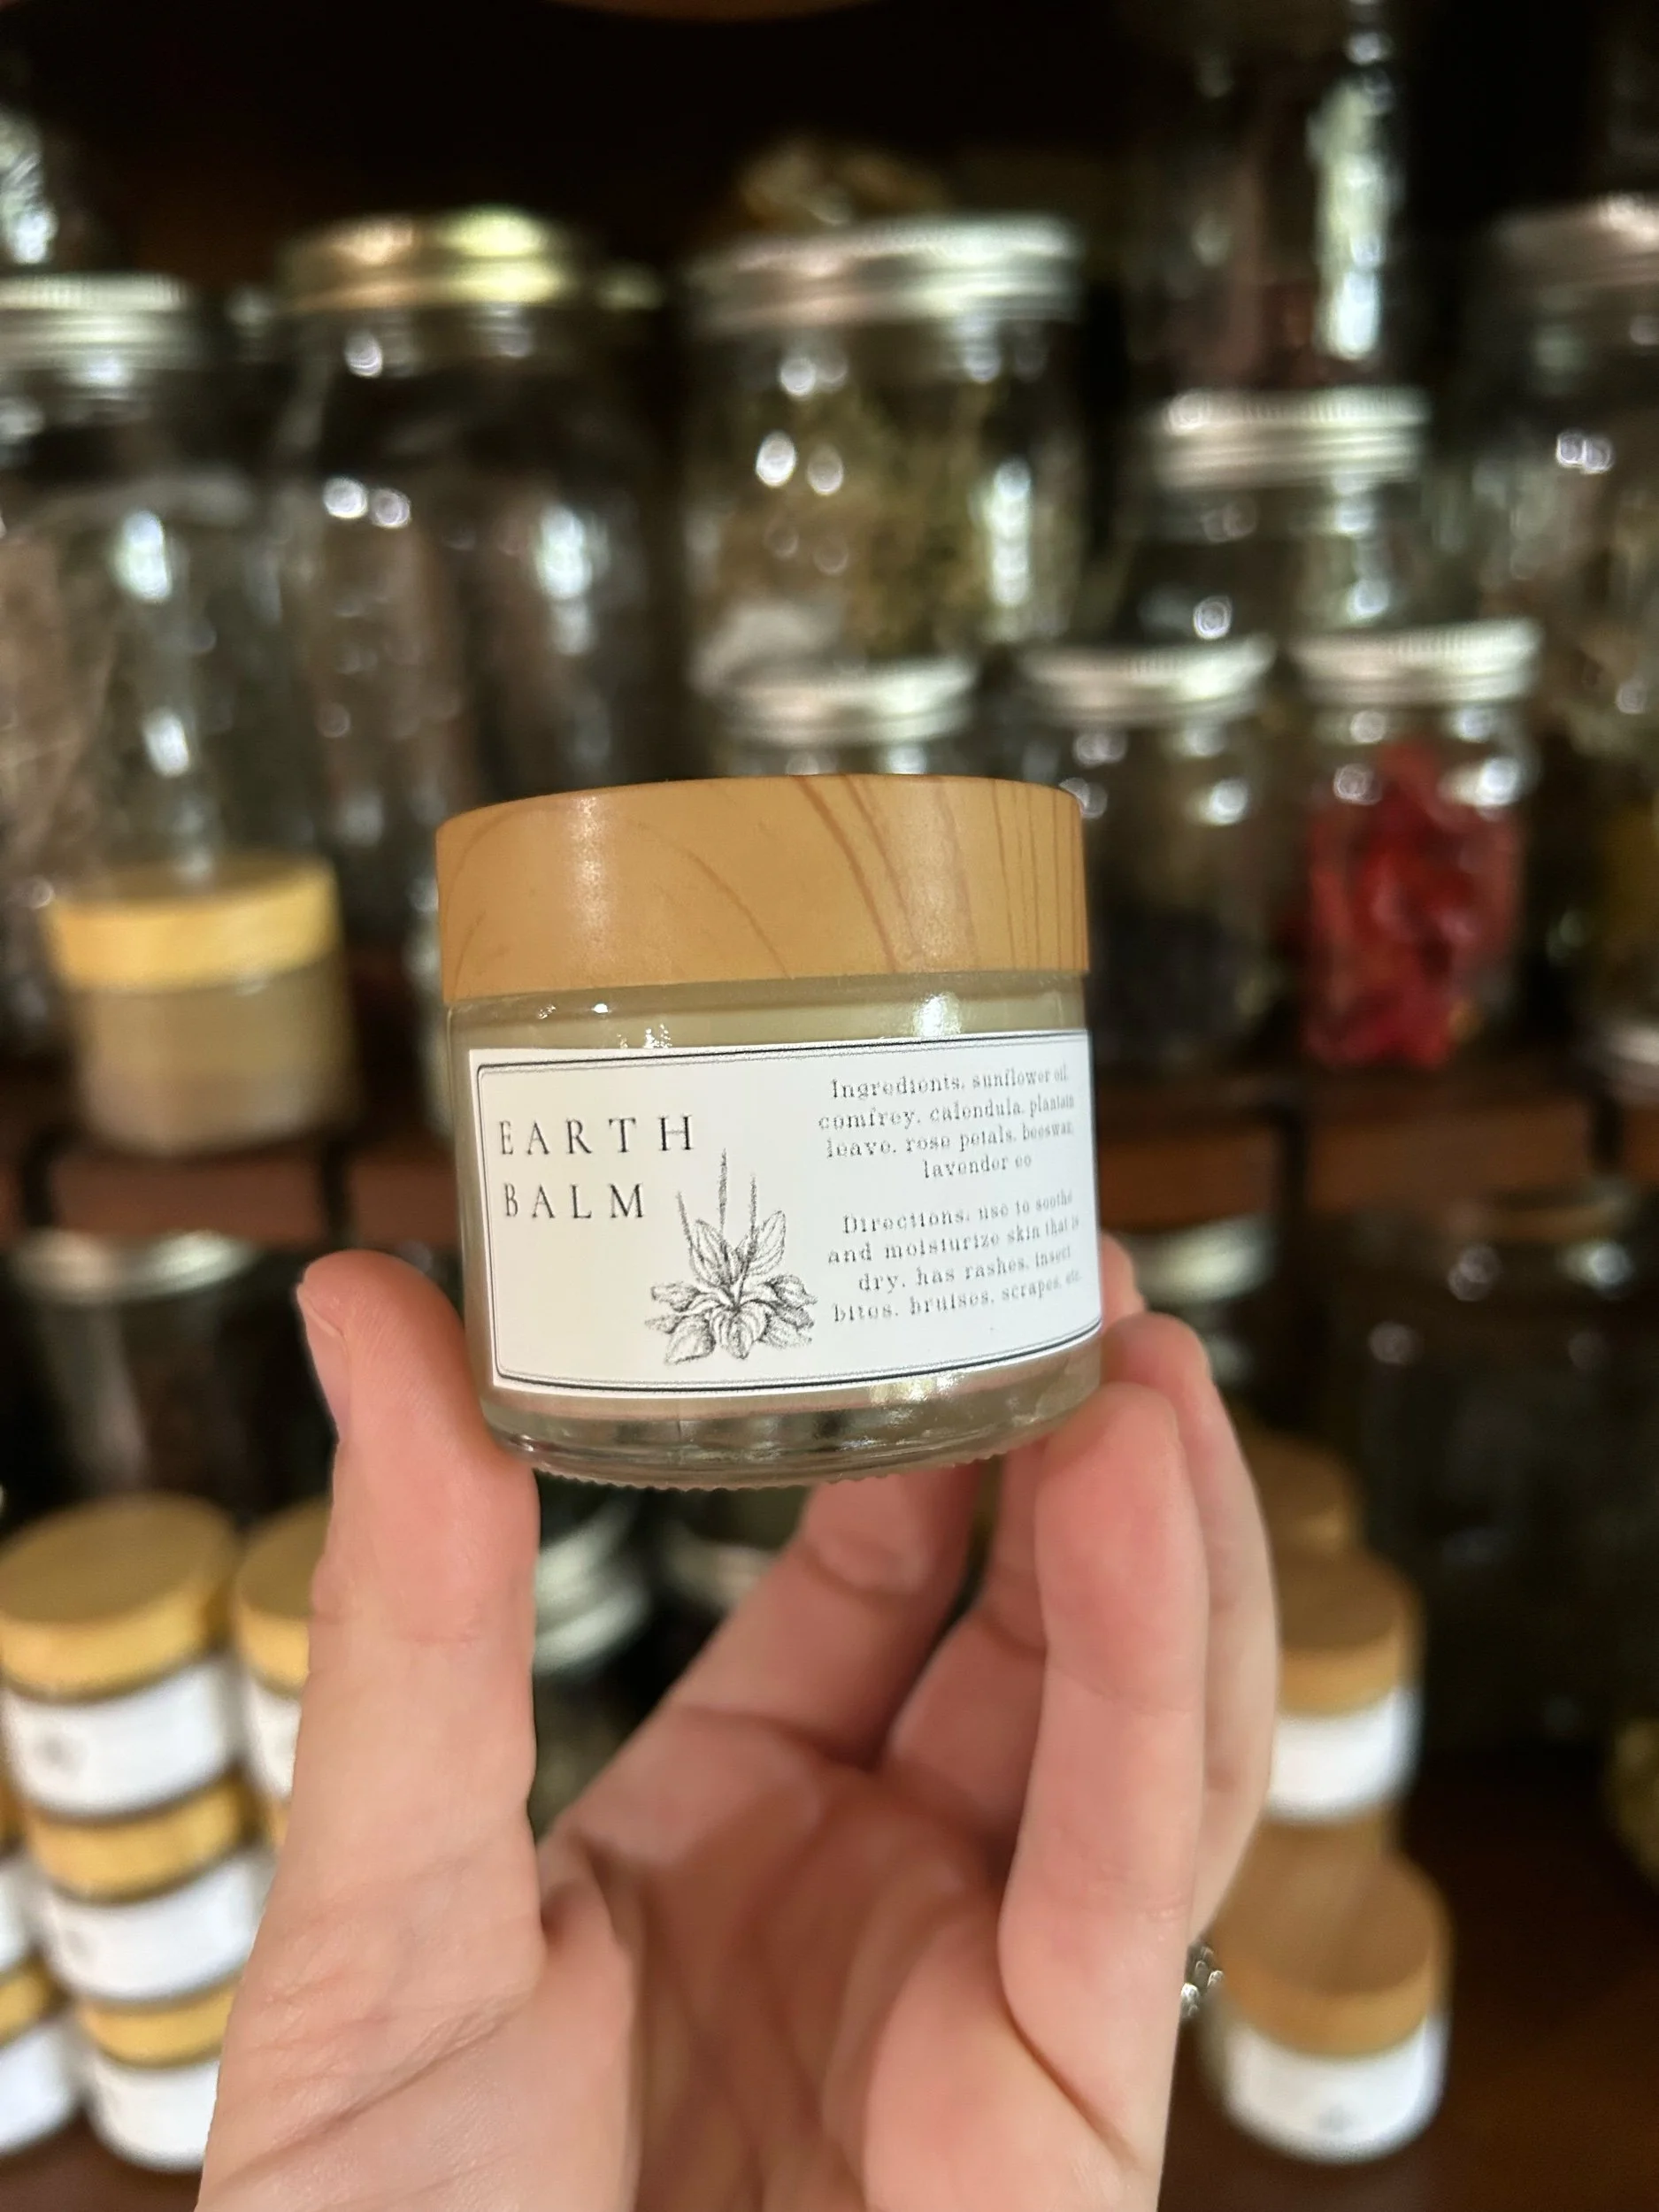 EARTH
BALM
Ingredients. sunflower oil.
comfrey. calendula. plantain
leave. rose petals. beeswax.
lavender eo
Directions. use to soothe
and moisturize skin that is
dry. has rashes. insect
bites. bruises. scrapes. etc.